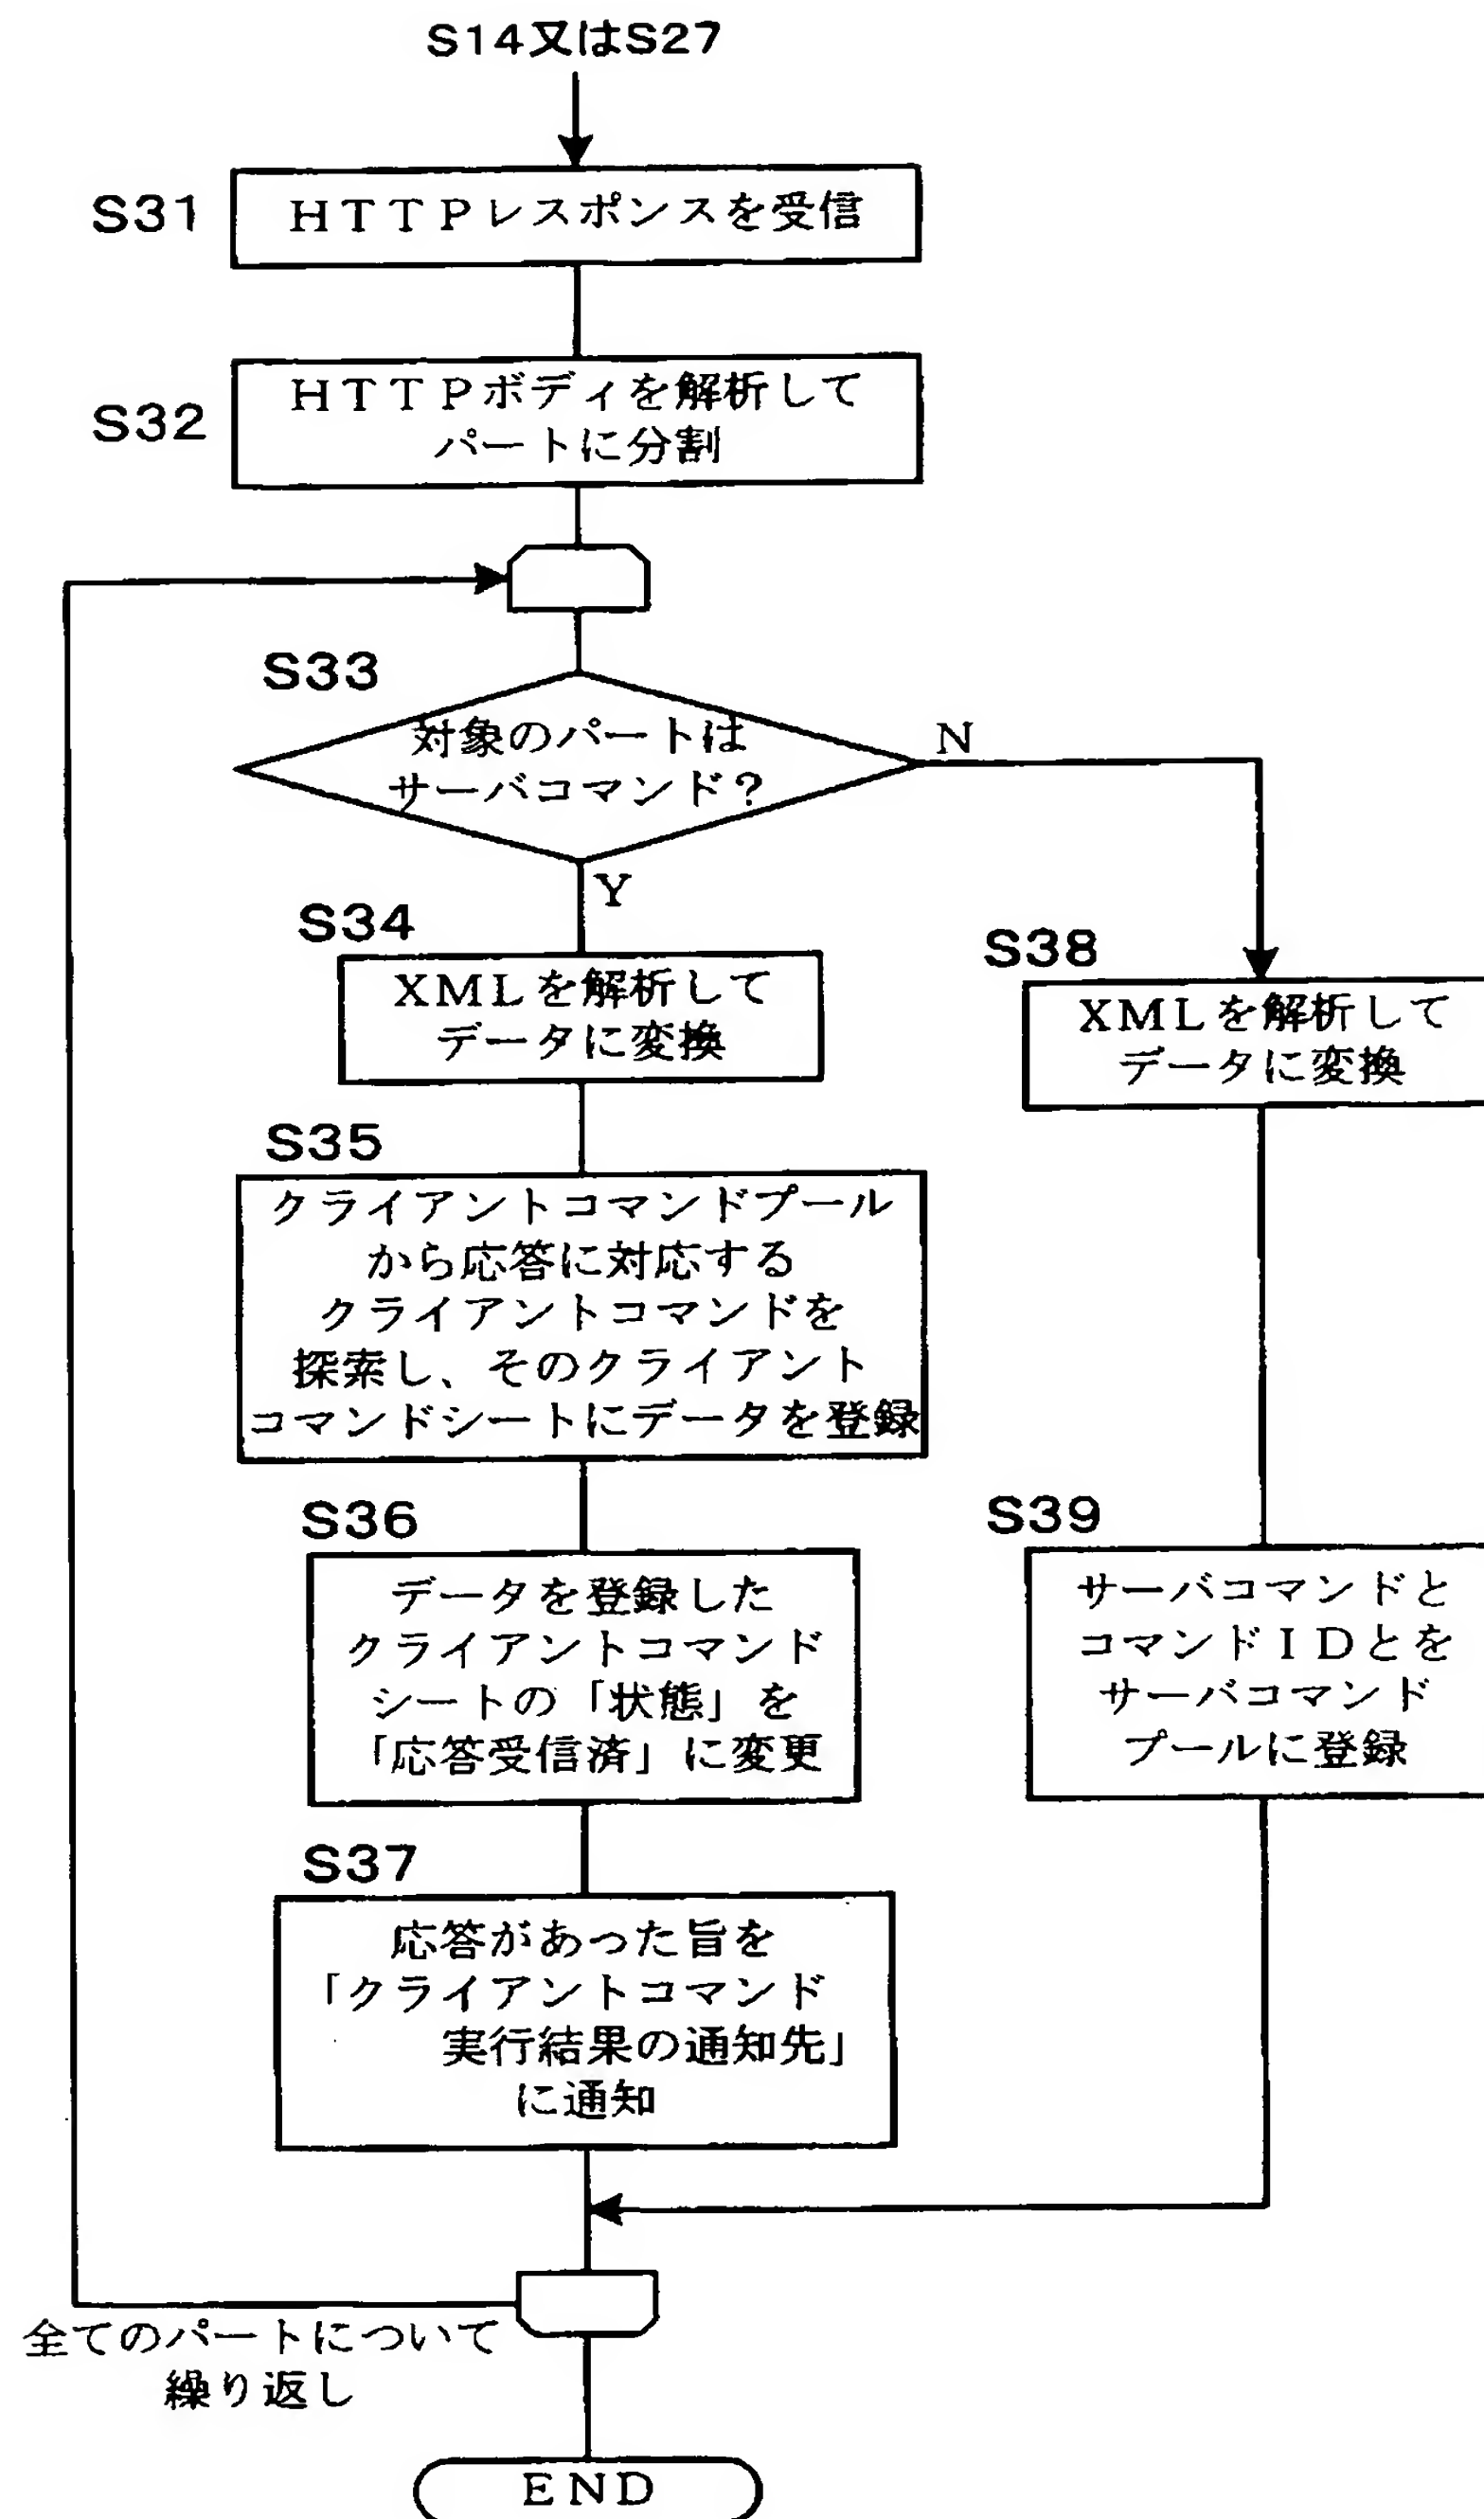 S14又はS27
S31
HTTPレスポンスを受信
S32
HTTPボディを解析して
パートに分割
S33
対象のパートは
サーバコマンド?
N
Y
S34
XMLを解析して
データに変換
S38
XMLを解析して
データに変換
S35
クライアントコマンドプール
から応答に対応する
クライアントコマンドを
探索し、そのクライアント
コマンドシートにデータを登録
S36
データを登録した
クライアントコマンド
シートの「状態」を
「応答受信済」に変更
S39
サーバコマンドと
コマンドIDとを
サーバコマンド
プールに登録
S37
応答があった旨を
「クライアントコマンド
実行結果の通知先」
に通知
全てのパートについて
繰り返し
END